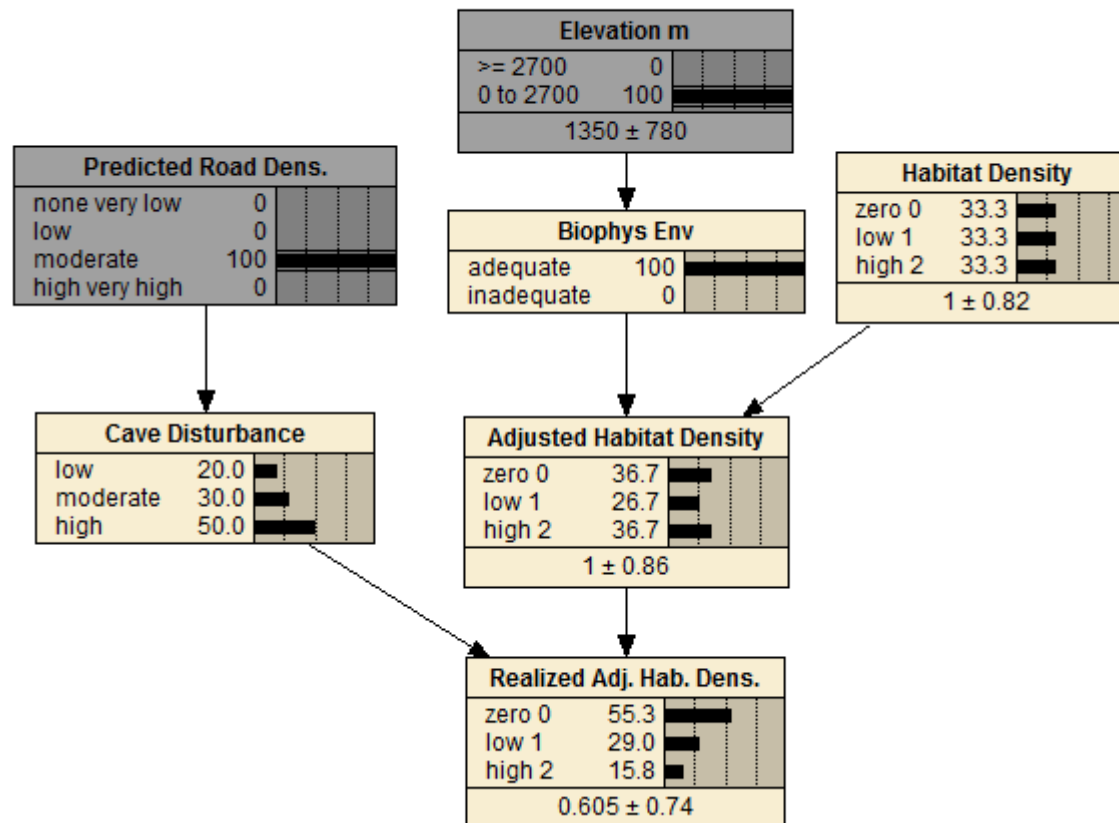 Elevation m
>= 2700 0
0 to 2700 100
1350 ± 780
Predicted Road Dens.
none very low 0
low 0
moderate 100
high very high 0
Biophys Env
adequate 100
inadequate 0
Habitat Density
zero 0 33.3
low 1 33.3
high 2 33.3
1 ± 0.82
Cave Disturbance
low 20.0
moderate 30.0
high 50.0
Adjusted Habitat Density
zero 0 36.7
low 1 26.7
high 2 36.7
1 ± 0.86
Realized Adj. Hab. Dens.
zero 0 55.3
low 1 29.0
high 2 15.8
0.605 ± 0.74